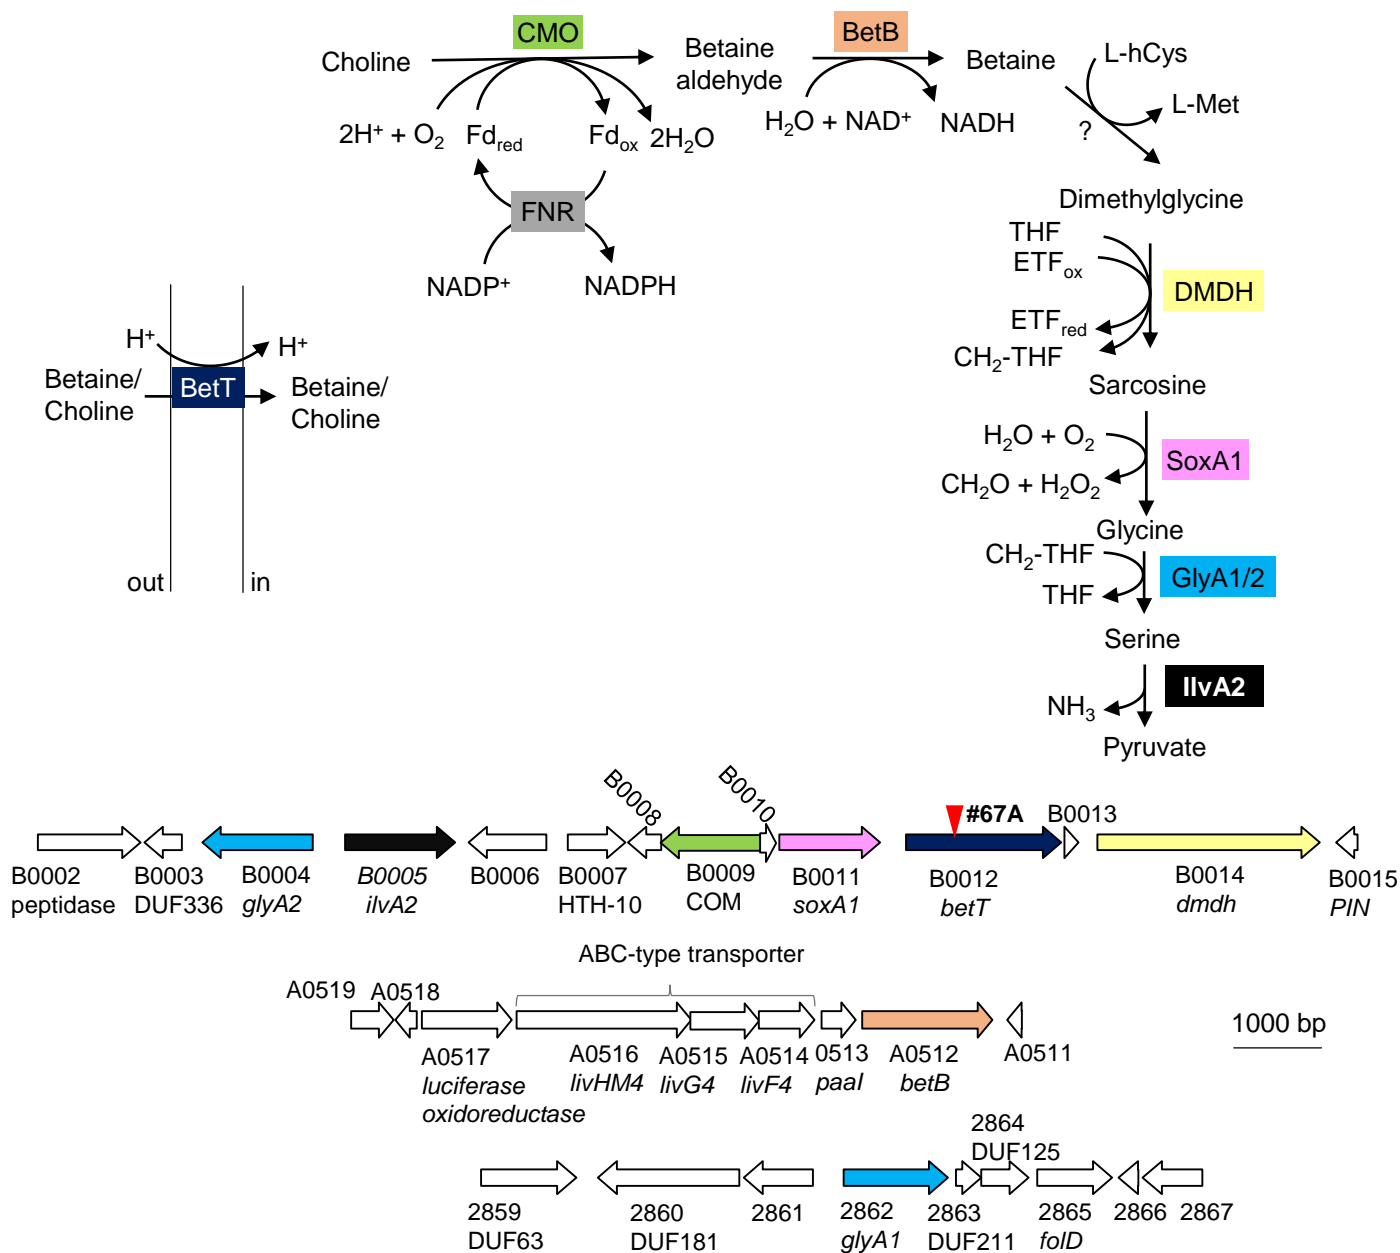 CMO
BetB
Choline
Betaine
aldehyde
Betaine
L-hCys
L-Met
?
2H⁺ + O₂
Fd_red
Fd_ox
2H₂O
H₂O + NAD⁺
NADH
FNR
NADP⁺
NADPH
Dimethylglycine
THF
ETF_ox
DMDH
ETF_red
CH₂-THF
Sarcosine
H₂O + O₂
SoxA1
CH₂O + H₂O₂
Glycine
CH₂-THF
GlyA1/2
THF
Serine
IlvA2
NH₃
Pyruvate
H⁺
H⁺
Betaine/
Choline
BetT
Betaine/
Choline
out
in
B0008
B0010
#67A
B0013
B0002
peptidase
B0003
DUF336
B0004
glyA2
B0005
ilvA2
B0006
B0007
HTH-10
B0009
COM
B0011
soxA1
B0012
betT
B0014
dmdh
B0015
PIN
ABC-type transporter
A0519
A0518
A0517
luciferase
oxidoreductase
A0516
livHM4
A0515
livG4
A0514
livF4
0513
paaI
A0512
betB
A0511
1000 bp
2864
DUF125
2859
DUF63
2860
DUF181
2861
2862
glyA1
2863
DUF211
2865
folD
2866
2867